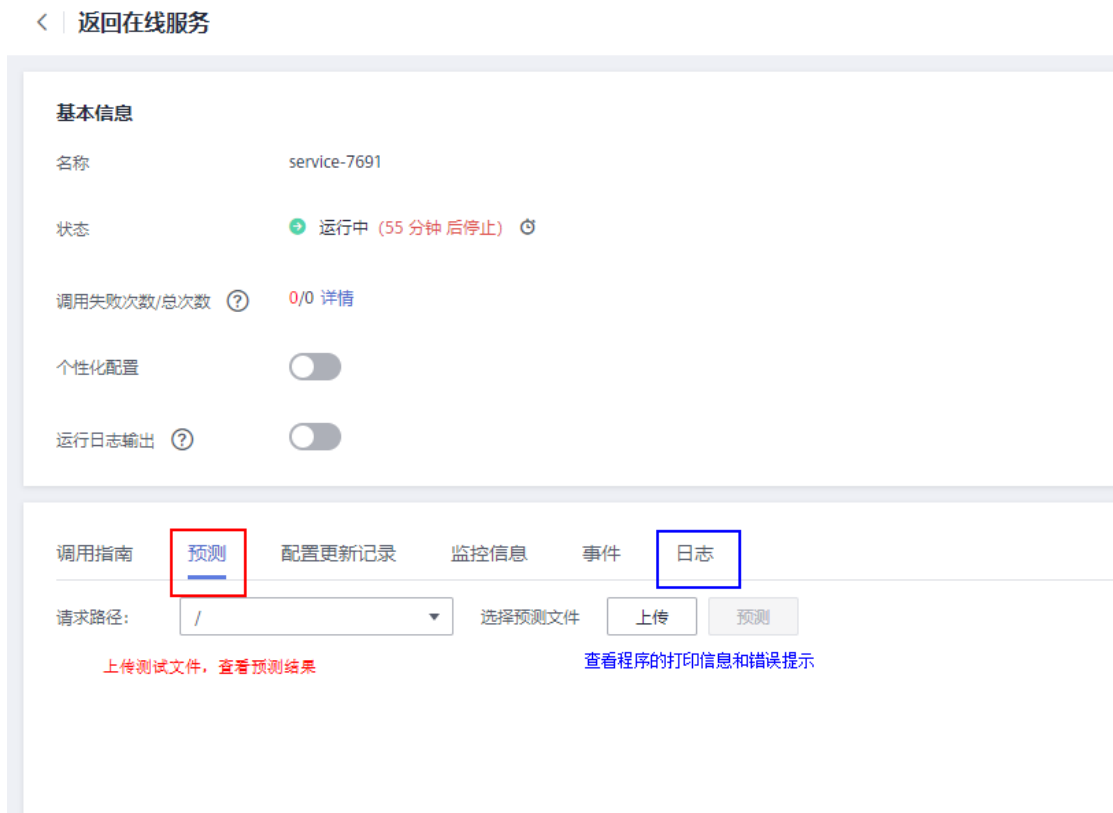 返回在线服务
基本信息
名称 service-7691
状态 运行中 (55 分钟 后停止)
调用失败次数/总次数 ? 0/0 详情
个性化配置
运行日志输出 ?
调用指南 预测 配置更新记录 监控信息 事件 日志
请求路径: / 选择预测文件 上传 预测
上传测试文件，查看预测结果 查看程序的打印信息和错误提示